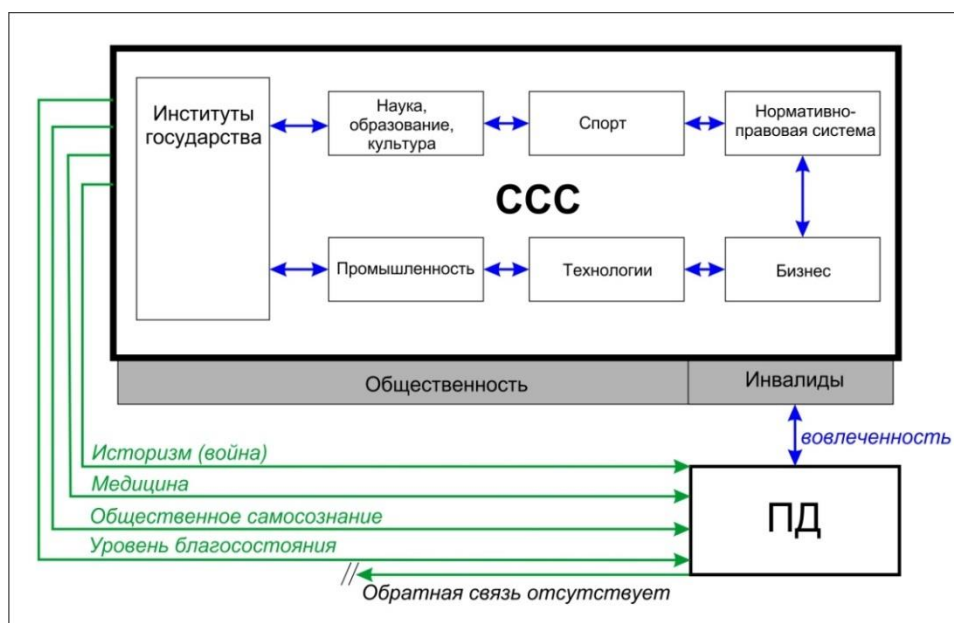 Институты
государства
Наука,
образование,
культура
Спорт
Нормативно-
правовая система
ССС
Промышленность
Технологии
Бизнес
Общественность
Инвалиды
вовлеченность
Историзм (война)
Медицина
Общественное самосознание
Уровень благосостояния
ПД
//
Обратная связь отсутствует